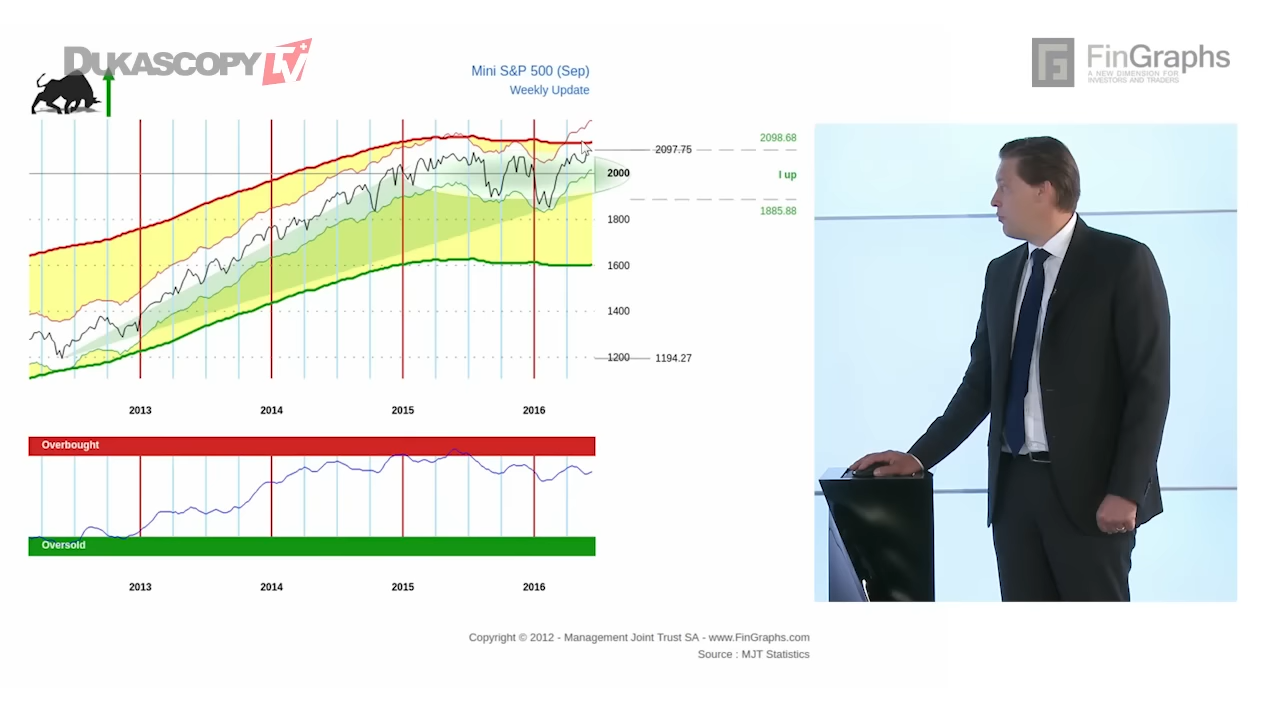 DUKASCOPY TV
FinGraphs
A NEW DIMENSION FOR
INVESTORS AND TRADERS
Mini S&P 500 (Sep)
Weekly Update
2098.68
2097.75
2000
I up
1885.88
1800
1600
1400
1200
1194.27
2013
2014
2015
2016
Overbought
Oversold
2013
2014
2015
2016
Copyright © 2012 - Management Joint Trust SA - www.FinGraphs.com
Source : MJT Statistics